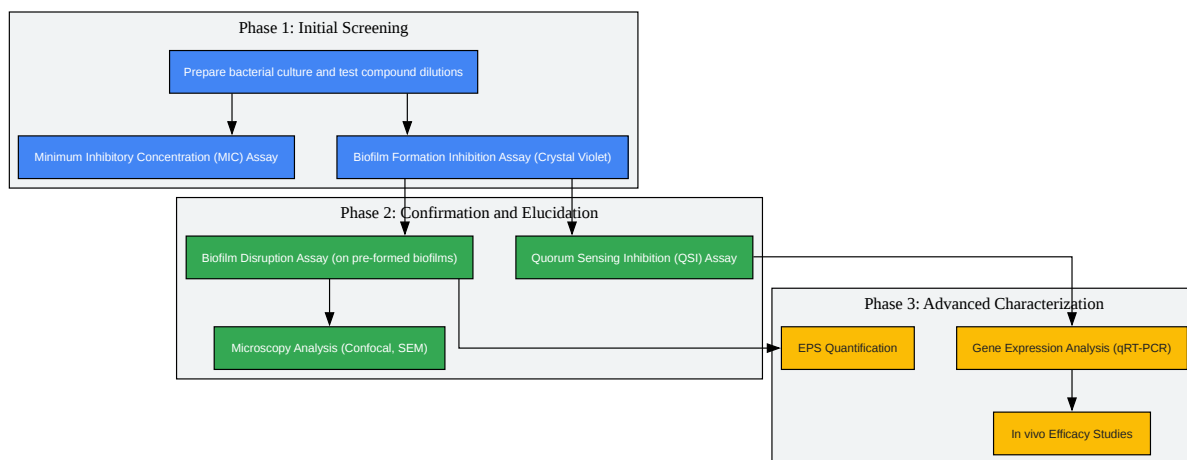 Phase 1: Initial Screening
Prepare bacterial culture and test compound dilutions
Minimum Inhibitory Concentration (MIC) Assay
Biofilm Formation Inhibition Assay (Crystal Violet)
Phase 2: Confirmation and Elucidation
Biofilm Disruption Assay (on pre-formed biofilms)
Quorum Sensing Inhibition (QSI) Assay
Microscopy Analysis (Confocal, SEM)
Phase 3: Advanced Characterization
EPS Quantification
Gene Expression Analysis (qRT-PCR)
In vivo Efficacy Studies